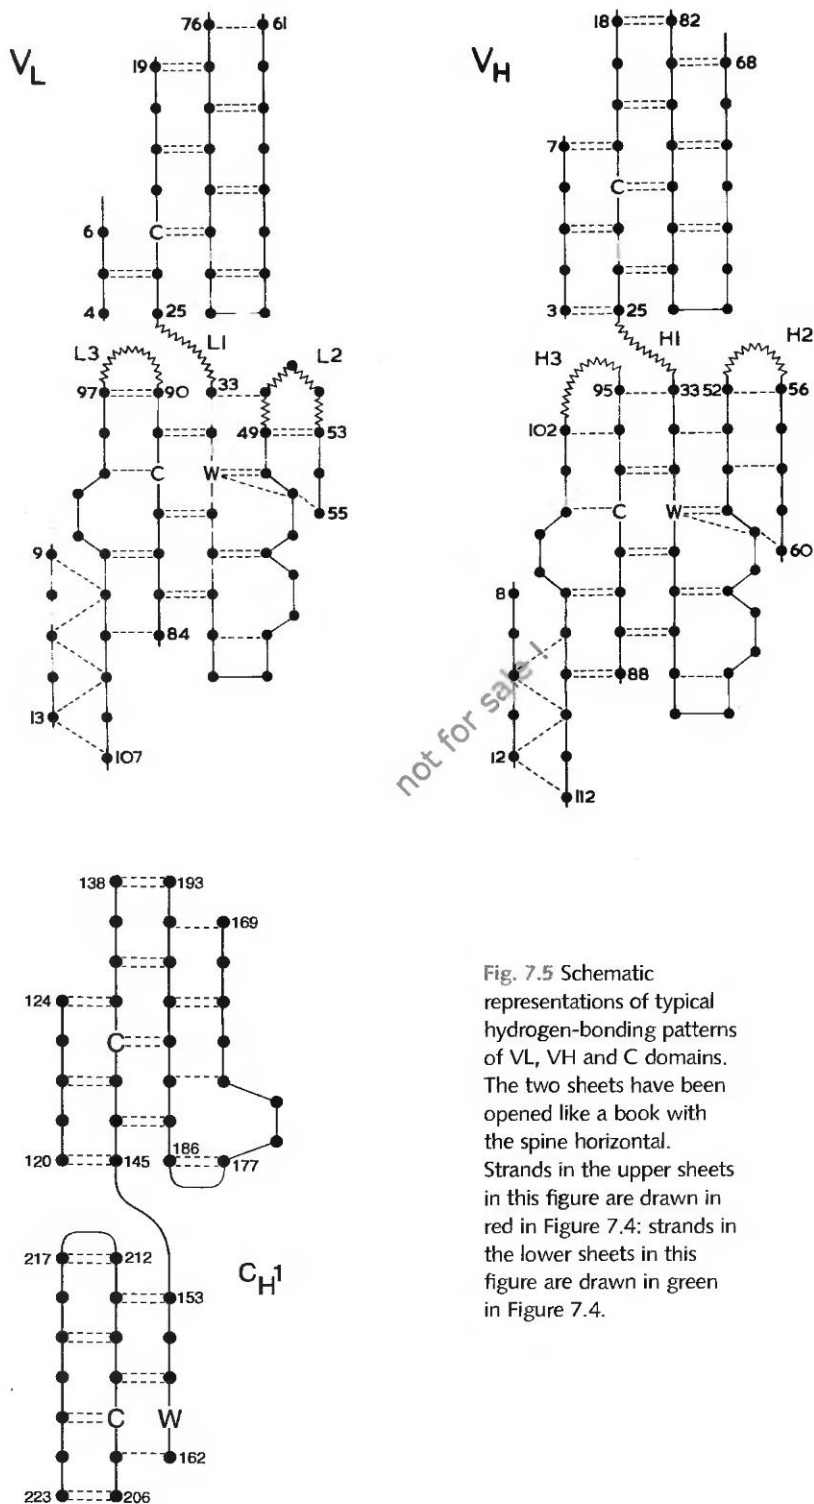 76 61
V_L 19
6 C
4 25
L3 L1 L2
97 90 33
49 53
C W
55
9
84
13
107
18 82
V_H 68
7
C
3 25
H3 H1 H2
95 33 52 56
102
C W
60
8
88
12
112
not for sale !
138 193
169
124
C
186
120 145 177
217 212
C_H1
153
C W
162
223 206
Fig. 7.5 Schematic
representations of typical
hydrogen-bonding patterns
of VL, VH and C domains.
The two sheets have been
opened like a book with
the spine horizontal.
Strands in the upper sheets
in this figure are drawn in
red in Figure 7.4: strands in
the lower sheets in this
figure are drawn in green
in Figure 7.4.